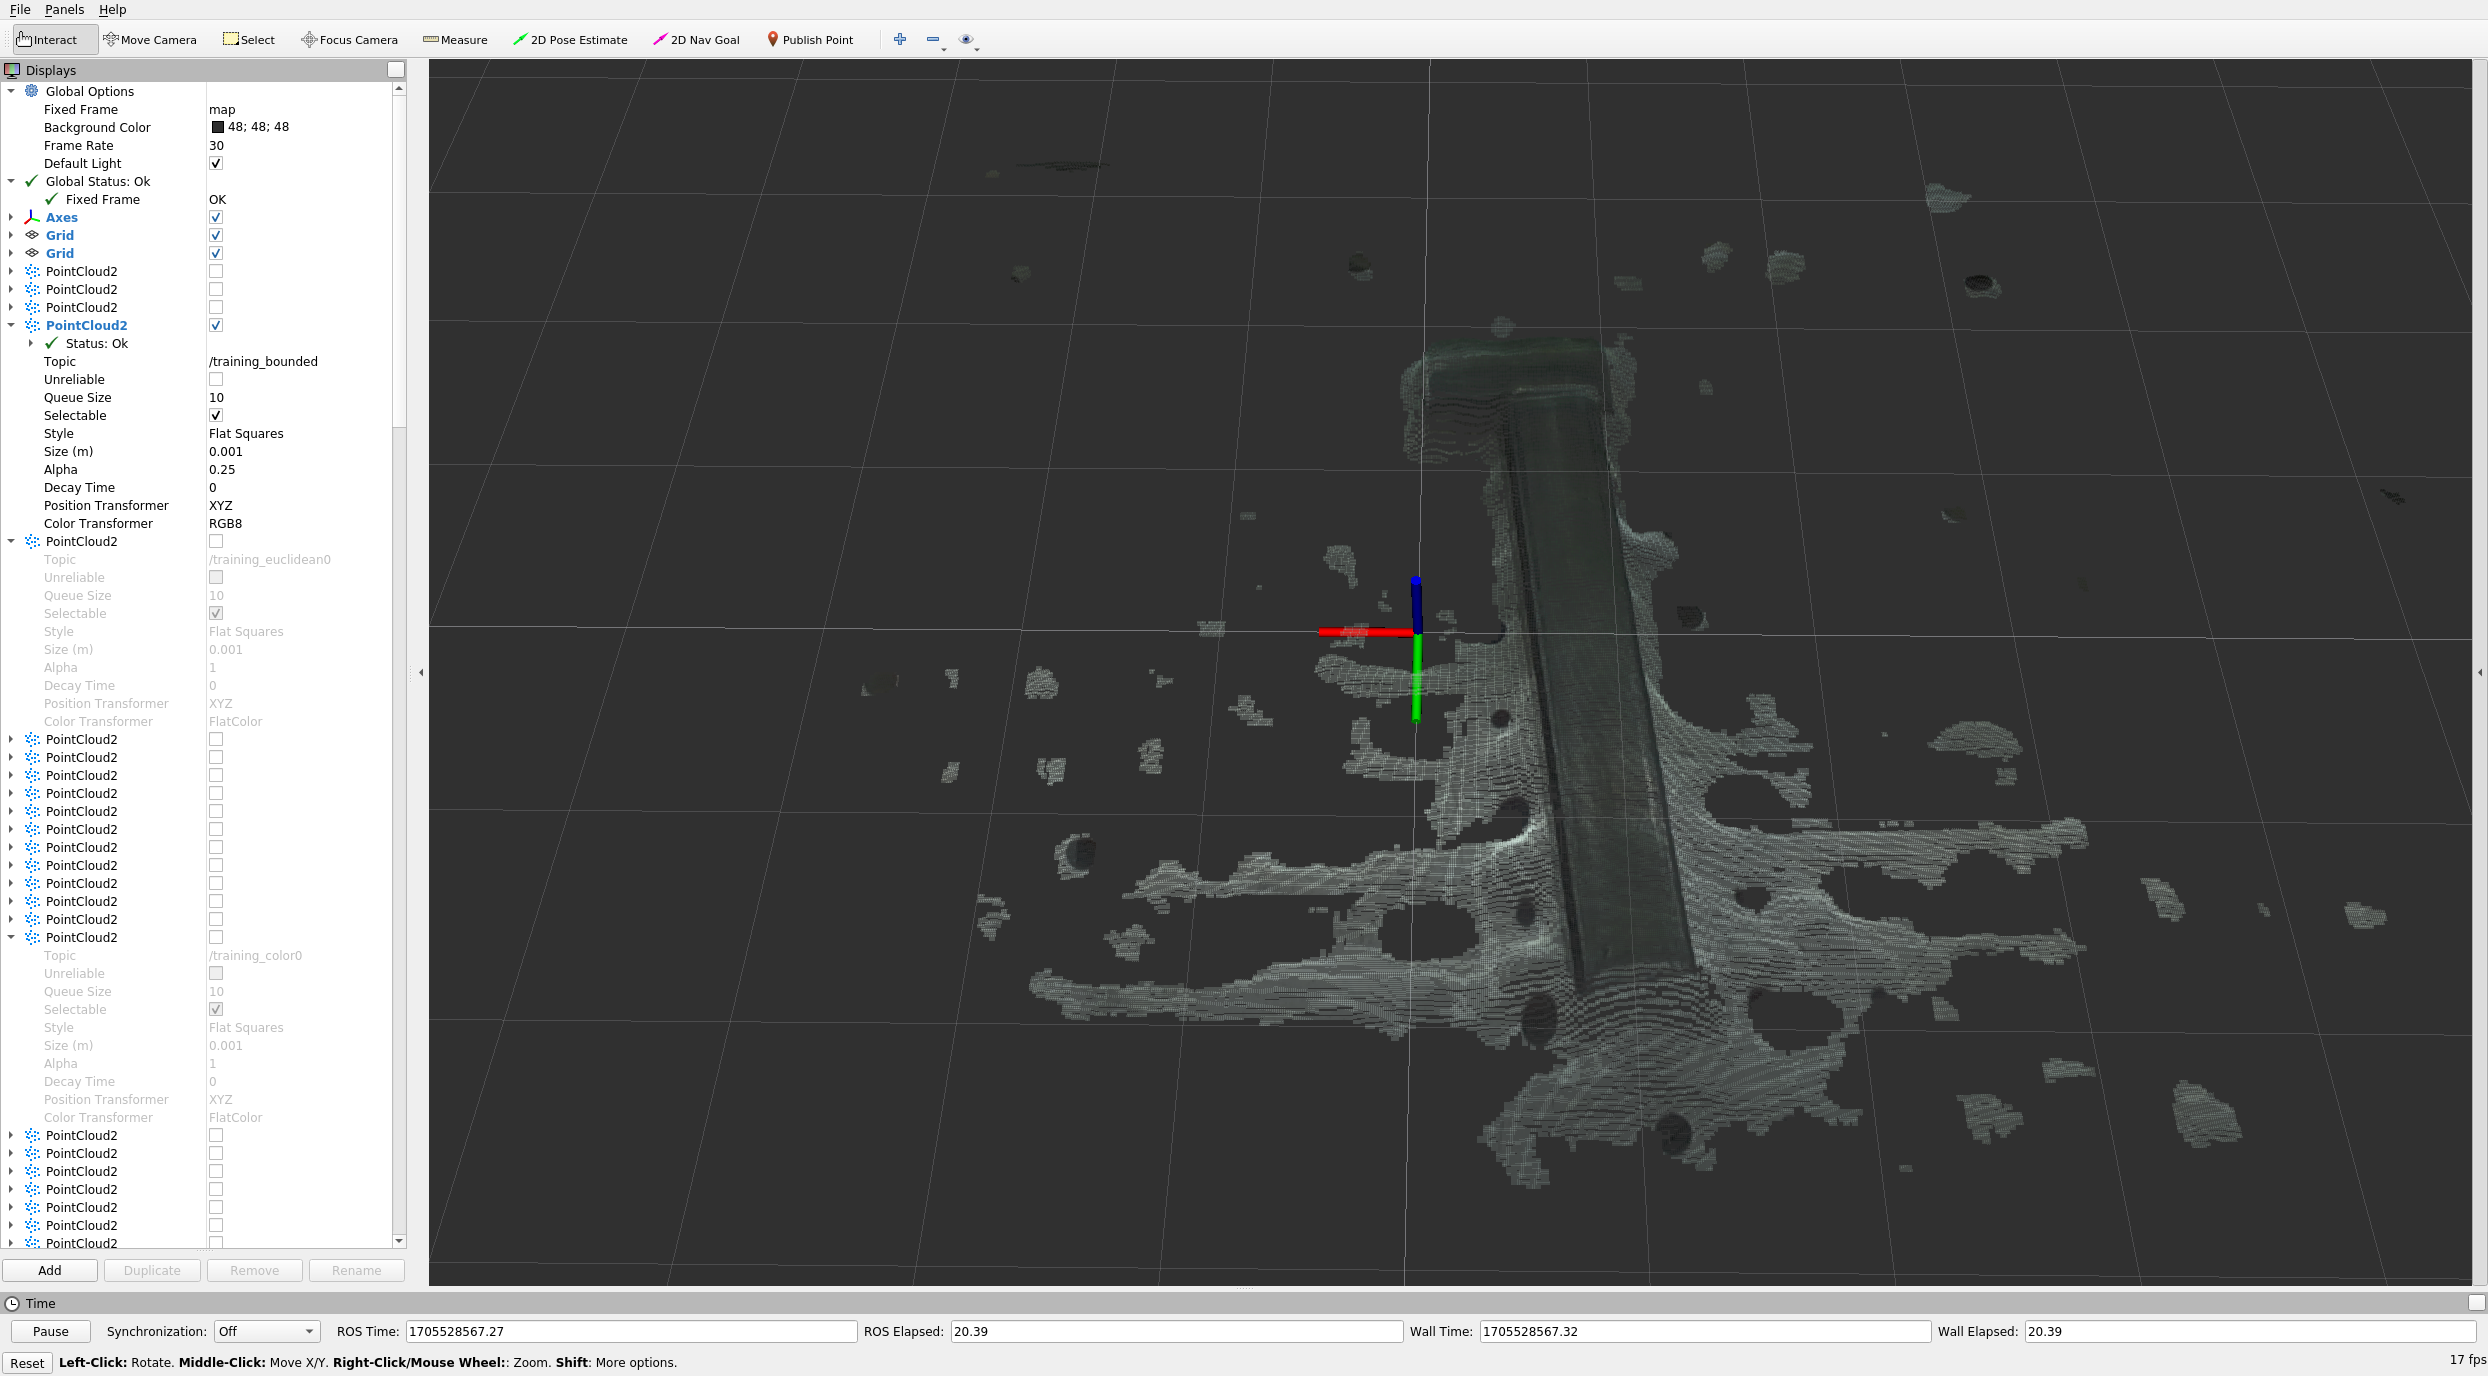 File Panels Help
Interact Move Camera Select Focus Camera Measure 2D Pose Estimate 2D Nav Goal Publish Point
Displays
Global Options
Fixed Frame map
Background Color 48; 48; 48
Frame Rate 30
Default Light
Global Status: Ok
Fixed Frame OK
Axes
Grid
Grid
PointCloud2
PointCloud2
PointCloud2
PointCloud2
Status: Ok
Topic /training_bounded
Unreliable
Queue Size 10
Selectable
Style Flat Squares
Size (m) 0.001
Alpha 0.25
Decay Time 0
Position Transformer XYZ
Color Transformer RGB8
PointCloud2
Topic /training_euclidean0
Unreliable
Queue Size 10
Selectable
Style Flat Squares
Size (m) 0.001
Alpha 1
Decay Time 0
Position Transformer XYZ
Color Transformer FlatColor
PointCloud2
PointCloud2
PointCloud2
PointCloud2
PointCloud2
PointCloud2
PointCloud2
PointCloud2
PointCloud2
PointCloud2
PointCloud2
PointCloud2
Topic /training_color0
Unreliable
Queue Size 10
Selectable
Style Flat Squares
Size (m) 0.001
Alpha 1
Decay Time 0
Position Transformer XYZ
Color Transformer FlatColor
PointCloud2
PointCloud2
PointCloud2
PointCloud2
PointCloud2
PointCloud2
PointCloud2
Add Duplicate Remove Rename
Time
Pause Synchronization: Off ROS Time: 1705528567.27 ROS Elapsed: 20.39 Wall Time: 1705528567.32 Wall Elapsed: 20.39
Reset Left-Click: Rotate. Middle-Click: Move X/Y. Right-Click/Mouse Wheel:: Zoom. Shift: More options. 17 fps